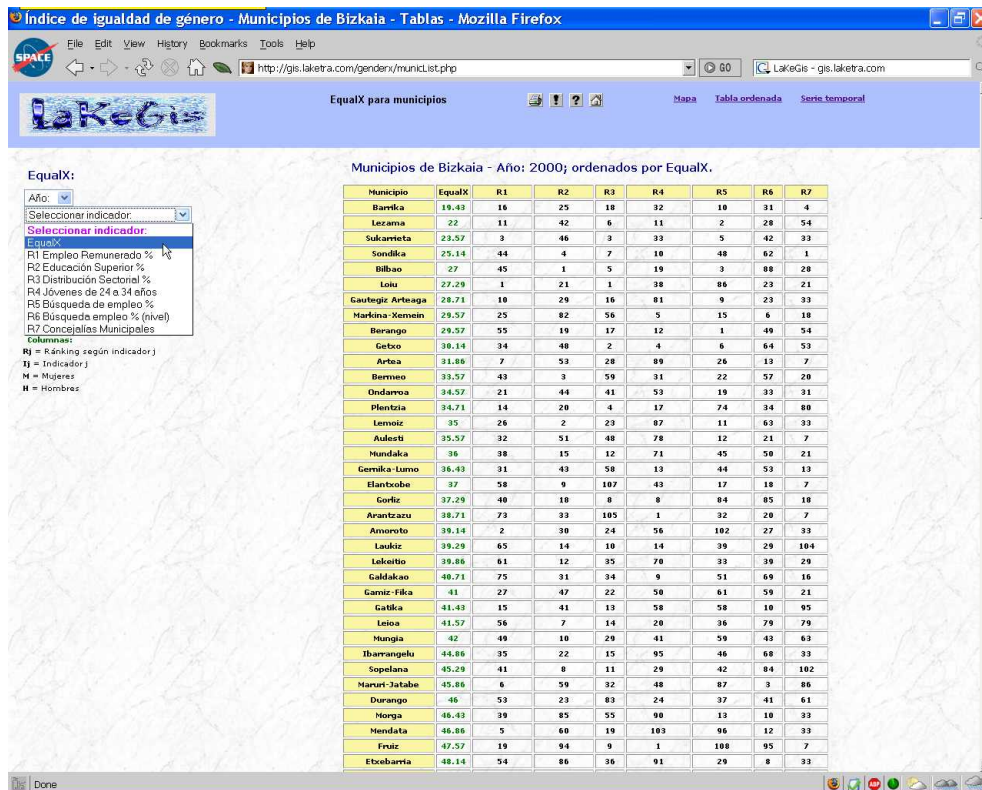 Índice de igualdad de género - Municipios de Bizkaia - Tablas - Mozilla Firefox
SPACE
File Edit View History Bookmarks Tools Help
http://gis.laketra.com/genderx/municList.php
GO
LaKeGis - gis.laketra.com
LaKeGis
EqualX para municipios
Mapa Tabla ordenada Serie temporal
EqualX:
Año:
Seleccionar indicador:
Seleccionar indicador:
EqualX
R1 Empleo Remunerado %
R2 Educación Superior %
R3 Distribución Sectorial %
R4 Jóvenes de 24 a 34 años
R5 Búsqueda de empleo %
R6 Búsqueda empleo % (nivel)
R7 Concejalías Municipales
Columnas:
Rj = Ránking según indicador j
Ij = Indicador j
M = Mujeres
H = Hombres
Municipios de Bizkaia - Año: 2000; ordenados por EqualX.
Municipio EqualX R1 R2 R3 R4 R5 R6 R7
Barrika 19.43 16 25 18 32 10 31 4
Lezama 22 11 42 6 11 2 28 54
Sukarrieta 23.57 3 46 3 33 5 42 33
Sondika 25.14 44 4 7 10 48 62 1
Bilbao 27 45 1 5 19 3 88 28
Loiu 27.29 1 21 1 38 86 23 21
Gautegiz Arteaga 28.71 10 29 16 81 9 23 33
Markina-Xemein 29.57 25 82 56 5 15 6 18
Berango 29.57 55 19 17 12 1 49 54
Getxo 30.14 34 48 2 4 6 64 53
Artea 31.86 7 53 28 89 26 13 7
Bermeo 33.57 43 3 59 31 22 57 20
Ondarroa 34.57 21 44 41 53 19 33 31
Plentzia 34.71 14 20 4 17 74 34 80
Lemoiz 35 26 2 23 87 11 63 33
Aulesti 35.57 32 51 48 78 12 21 7
Mundaka 36 38 15 12 71 45 50 21
Gernika-Lumo 36.43 31 43 58 13 44 53 13
Elantxobe 37 58 9 107 43 17 18 7
Gorliz 37.29 40 18 8 8 84 85 18
Arantzazu 38.71 73 33 105 1 32 20 7
Amoroto 39.14 2 30 24 56 102 27 33
Laukiz 39.29 65 14 10 14 39 29 104
Lekeitio 39.86 61 12 35 70 33 39 29
Galdakao 40.71 75 31 34 9 51 69 16
Gamiz-Fika 41 27 47 22 50 61 59 21
Gatika 41.43 15 41 13 58 58 10 95
Leioa 41.57 56 7 14 20 36 79 79
Mungia 42 49 10 29 41 59 43 63
Ibarrangelu 44.86 35 22 15 95 46 68 33
Sopelana 45.29 41 8 11 29 42 84 102
Maruri-Jatabe 45.86 6 59 32 48 87 3 86
Durango 46 53 23 83 24 37 41 61
Morga 46.43 39 85 55 90 13 10 33
Mendata 46.86 5 60 19 103 96 12 33
Fruiz 47.57 19 94 9 1 108 95 7
Etxebarria 48.14 54 86 36 91 29 8 33
Done
ABP